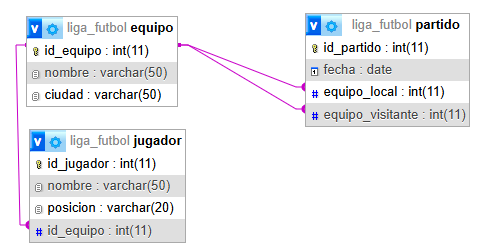 liga_futbol equipo
id_equipo : int(11)
nombre : varchar(50)
ciudad : varchar(50)
liga_futbol partido
id_partido : int(11)
fecha : date
equipo_local : int(11)
equipo_visitante : int(11)
liga_futbol jugador
id_jugador : int(11)
nombre : varchar(50)
posicion : varchar(20)
id_equipo : int(11)